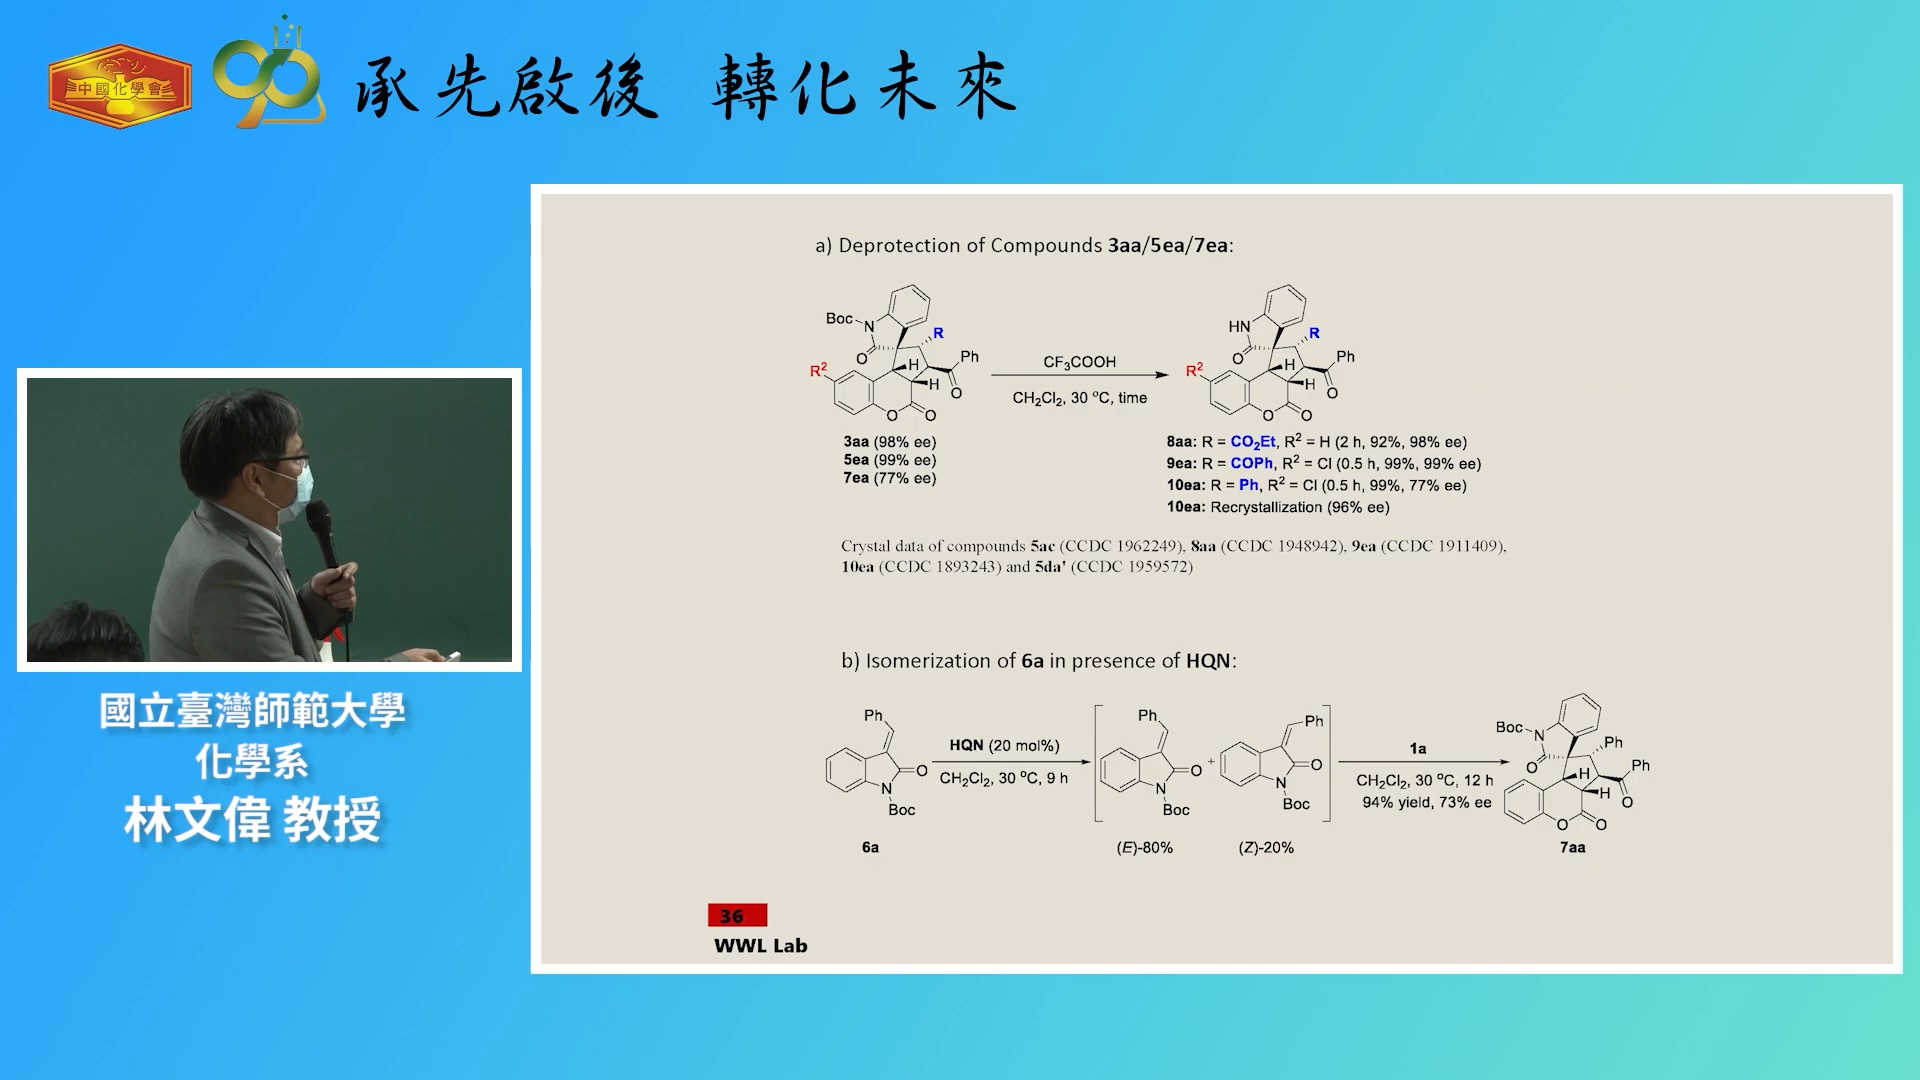 中國化學會
90
承先啟後 轉化未來
國立臺灣師範大學
化學系
林文偉 教授
a) Deprotection of Compounds 3aa/5ea/7ea:
Boc
N
O
R
R²
H
H
Ph
O
O
O
CF₃COOH
CH₂Cl₂, 30 ºC, time
HN
O
R
R²
H
H
Ph
O
O
O
3aa (98% ee)
5ea (99% ee)
7ea (77% ee)
8aa: R = CO₂Et, R² = H (2 h, 92%, 98% ee)
9ea: R = COPh, R² = Cl (0.5 h, 99%, 99% ee)
10ea: R = Ph, R² = Cl (0.5 h, 99%, 77% ee)
10ea: Recrystallization (96% ee)
Crystal data of compounds 5ac (CCDC 1962249), 8aa (CCDC 1948942), 9ea (CCDC 1911409),
10ea (CCDC 1893243) and 5da' (CCDC 1959572)
b) Isomerization of 6a in presence of HQN:
Ph
O
N
Boc
6a
HQN (20 mol%)
CH₂Cl₂, 30 ºC, 9 h
Ph
O
N
Boc
(E)-80%
+
Ph
O
N
Boc
(Z)-20%
1a
CH₂Cl₂, 30 ºC, 12 h
94% yield, 73% ee
Boc
N
O
Ph
H
H
Ph
O
O
O
7aa
36
WWL Lab